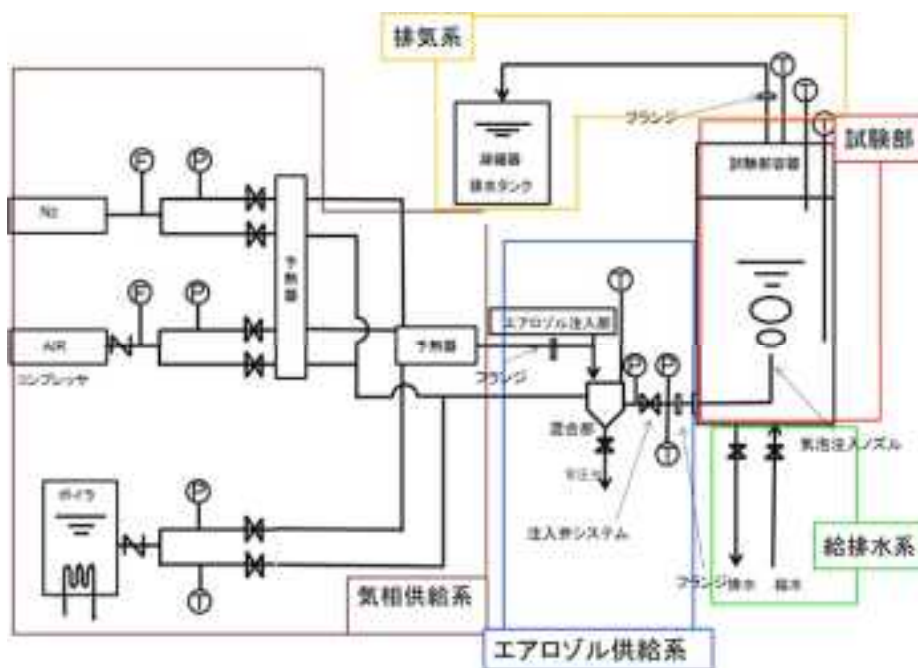 排気系
フランジ
凝縮器
排水タンク
試験部
試験部容器
T
T
T
F
P
N2
予熱器
F
P
AIR
コンプレッサ
予熱器
エアロゾル注入部
フランジ
T
P
P
T
混合部
気泡注入ノズル
注入弁システム
フランジ
排水
給水
給排水系
ボイラ
P
T
気相供給系
エアロゾル供給系